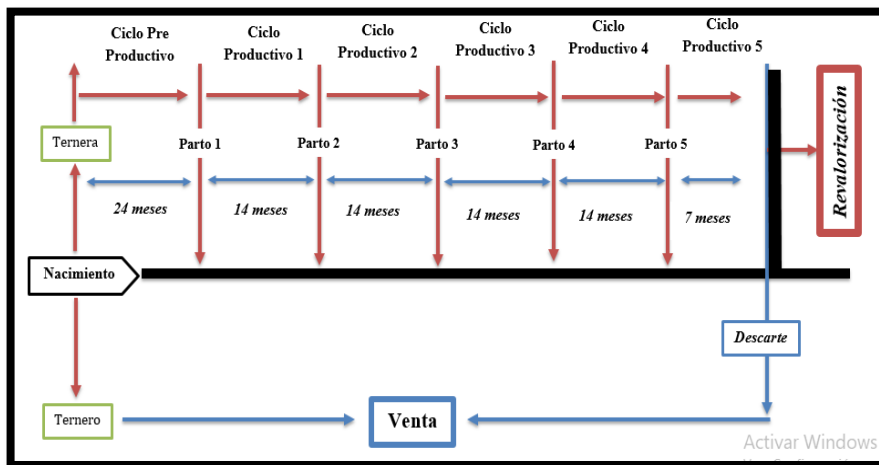 Ciclo Pre
Productivo
Ciclo
Productivo 1
Ciclo
Productivo 2
Ciclo
Productivo 3
Ciclo
Productivo 4
Ciclo
Productivo 5
Revalorización
Ternera
Parto 1
Parto 2
Parto 3
Parto 4
Parto 5
24 meses
14 meses
14 meses
14 meses
14 meses
7 meses
Nacimiento
Descarte
Ternero
Venta
Activar Windows